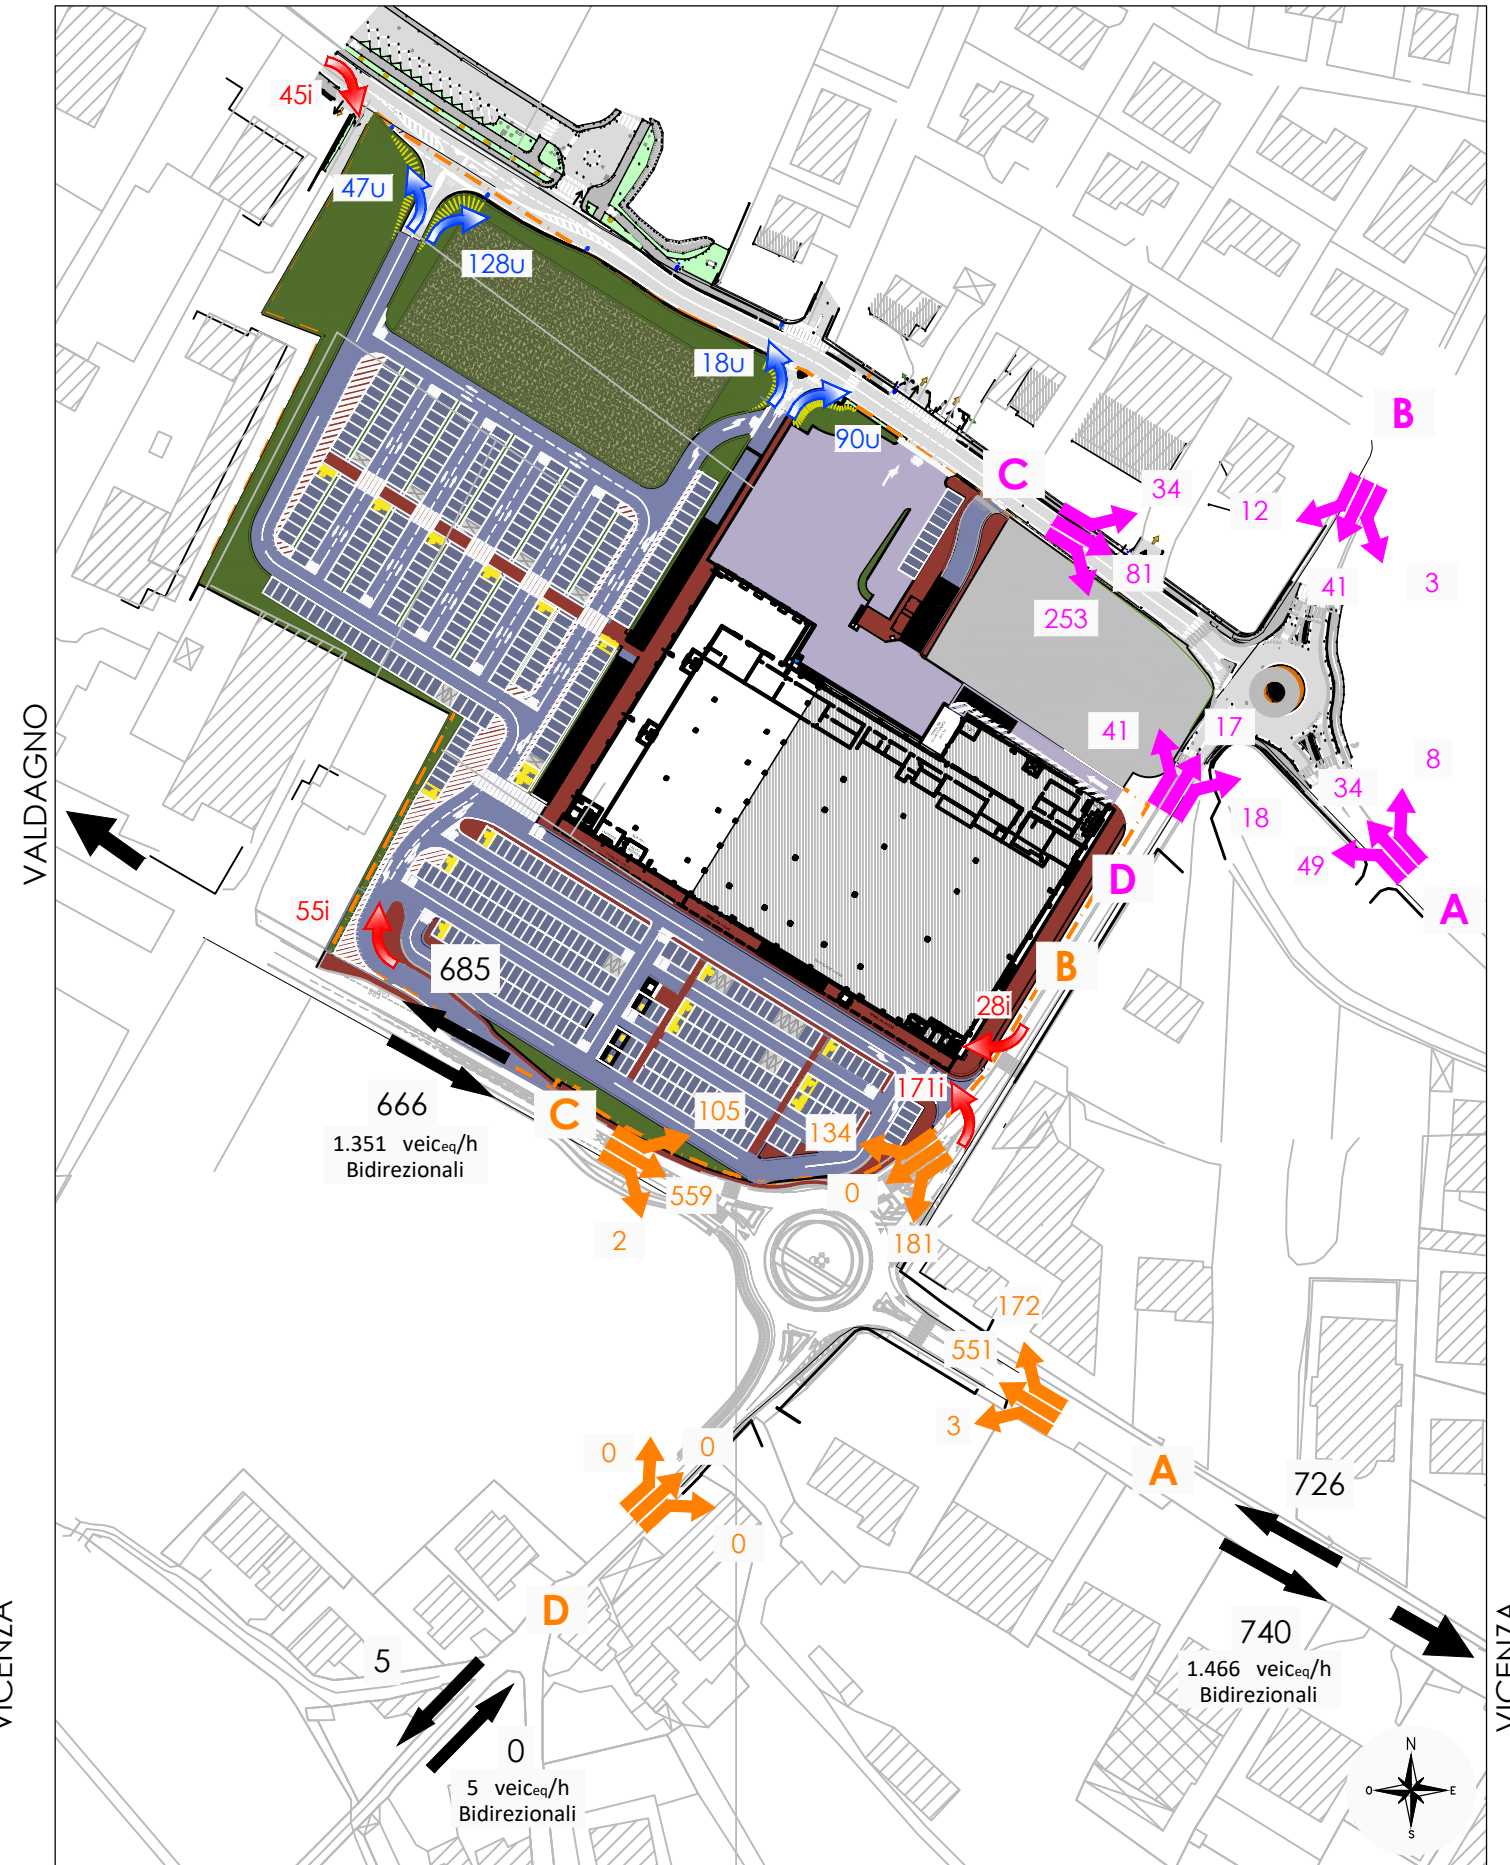 45i
47u
128u
18u
90u
B
C
34
12
81
41
3
253
VALDAGNO
41
17
8
34
18
49
D
A
55i
685
B
28i
171i
666
1.351 veiceq/h
Bidirezionali
C
105
134
559
0
2
181
172
551
3
0
0
A
726
0
D
VICENZA
5
740
1.466 veiceq/h
Bidirezionali
VICENZA
0
5 veiceq/h
Bidirezionali
N
O
E
S